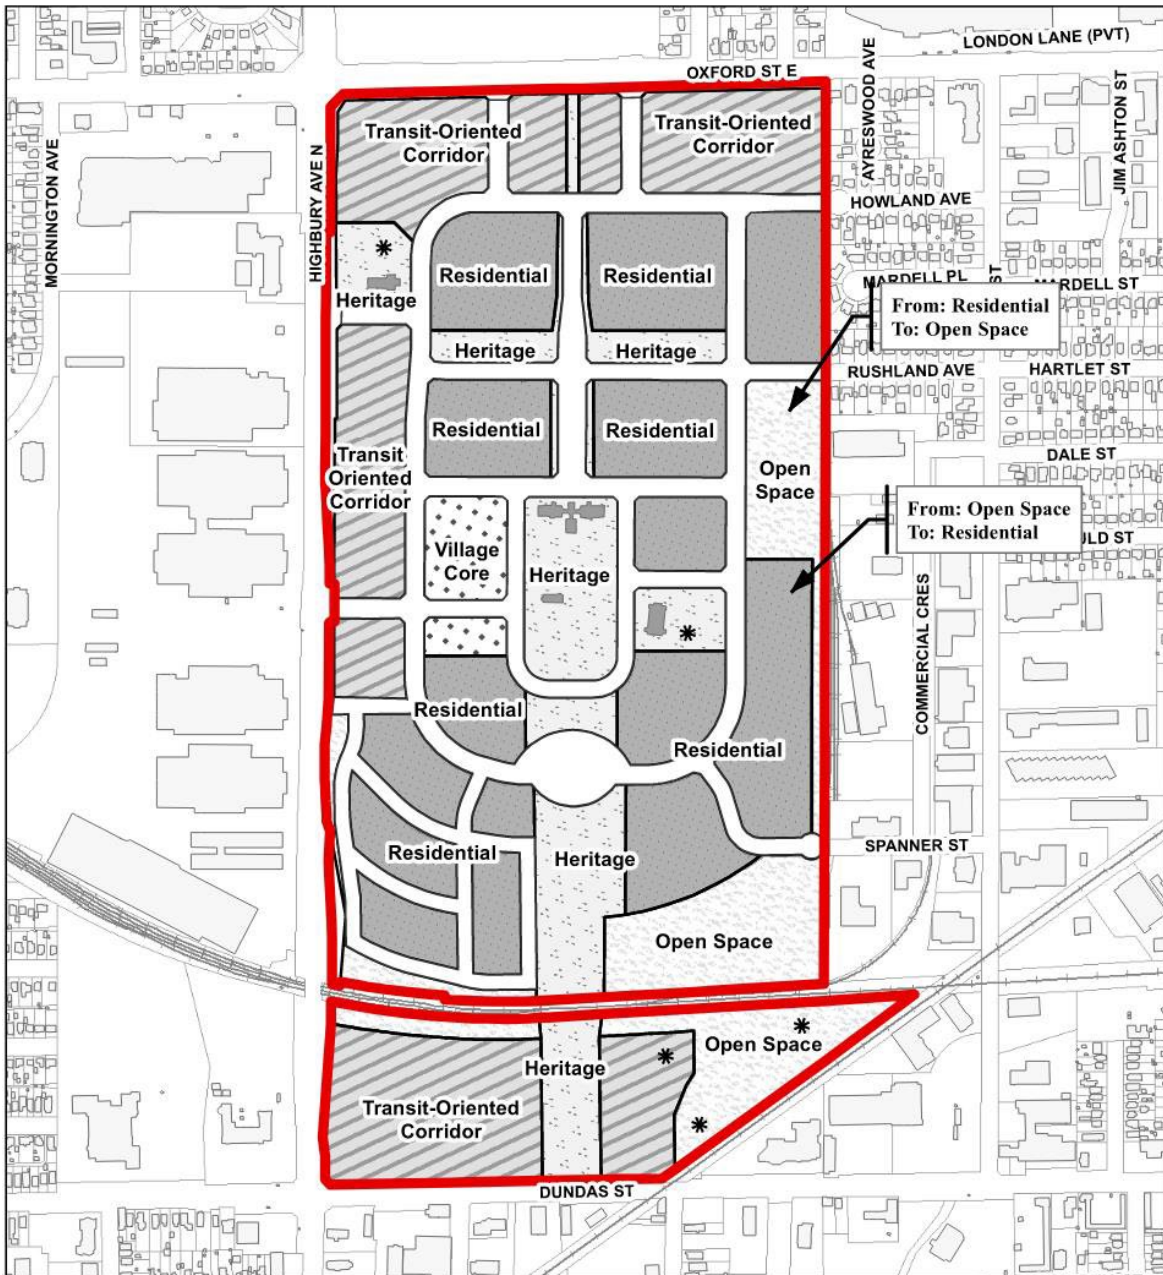 LONDON LANE (PVT)
OXFORD ST E
AYRESWOOD AVE
JIM ASHTON ST
MORNINGTON AVE
HIGHBURY AVE N
Transit-Oriented
Corridor
Transit-Oriented
Corridor
HOWLAND AVE
*
Heritage
Residential
Residential
MARDELL PL
ST
MARDELL ST
From: Residential
To: Open Space
Heritage
Heritage
RUSHLAND AVE
HARTLET ST
Residential
Residential
Transit
Oriented
Corridor
Open
Space
DALE ST
From: Open Space
To: Residential
ULD ST
Village
Core
Heritage
*
COMMERCIAL CRES
Residential
Residential
Residential
Heritage
SPANNER ST
Open Space
*
Open Space
*
Heritage
Transit-Oriented
Corridor
*
DUNDAS ST